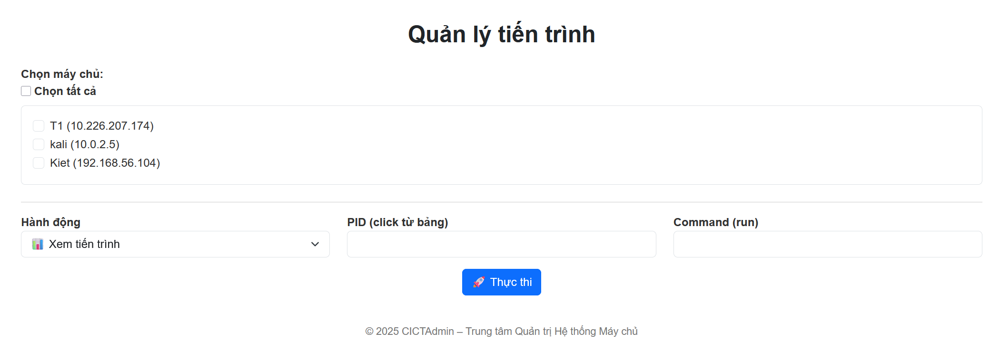 Quản lý tiến trình
Chọn máy chủ:
Chọn tất cả
T1 (10.226.207.174)
kali (10.0.2.5)
Kiet (192.168.56.104)
Hành động
PID (click từ bảng)
Command (run)
Xem tiến trình
Thực thi
© 2025 CICTAdmin – Trung tâm Quản trị Hệ thống Máy chủ